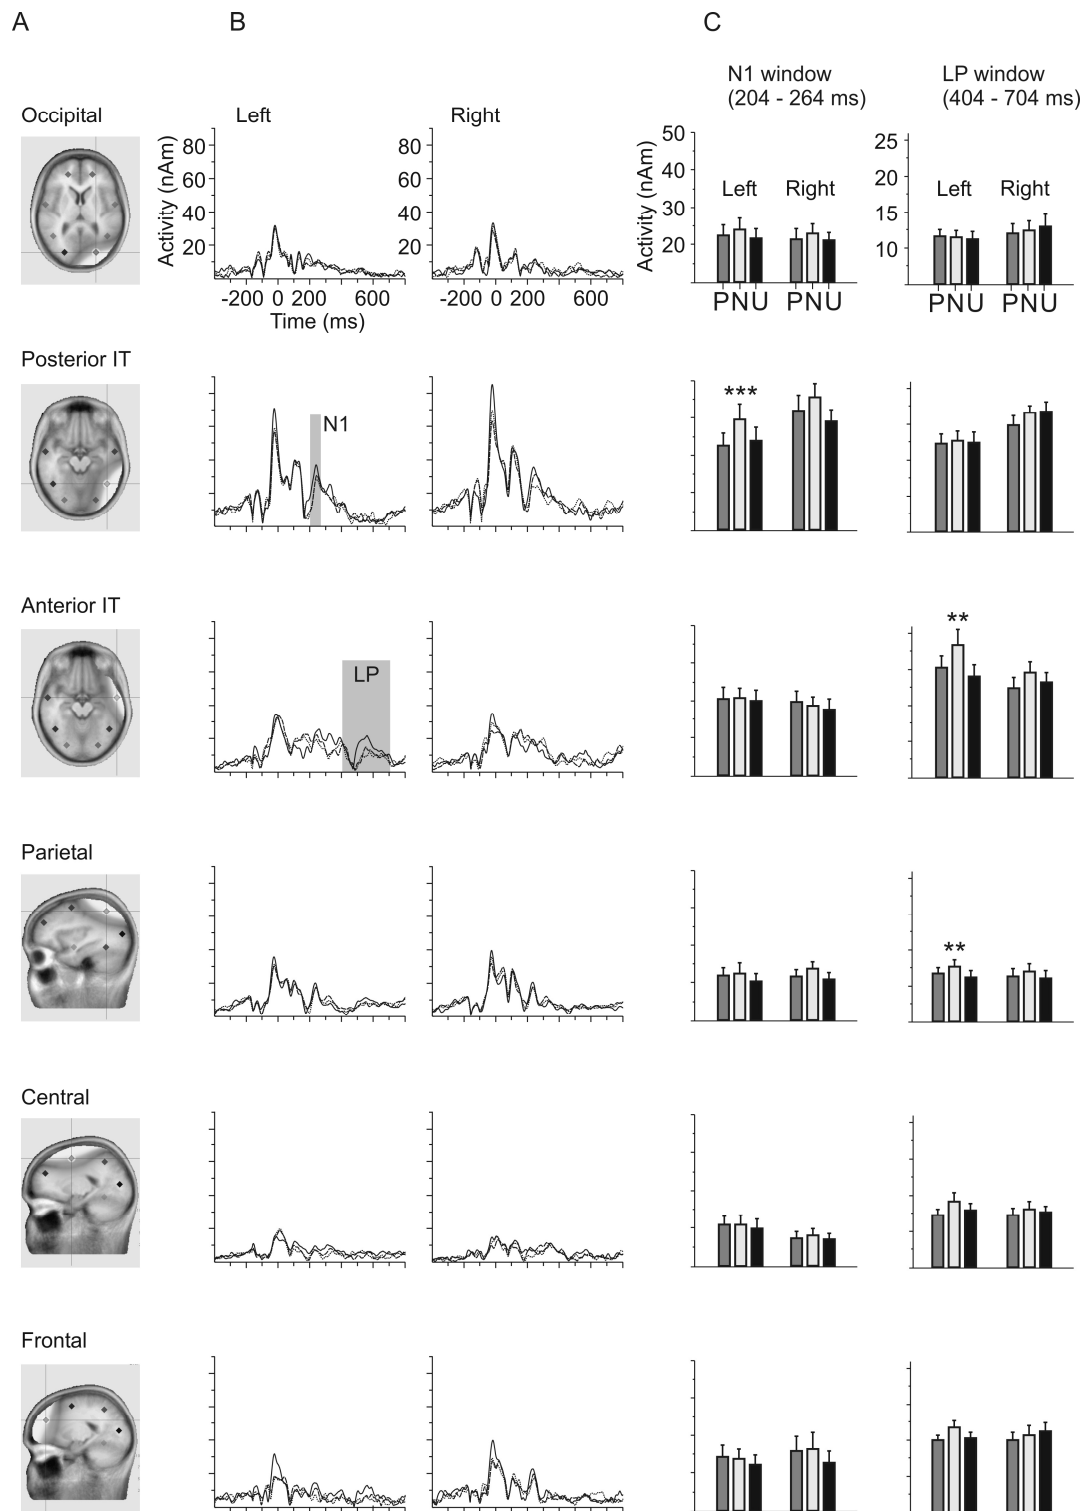 A
B
C
N1 window
(204 - 264 ms)
LP window
(404 - 704 ms)
Occipital
Left
Right
Activity (nAm)
80
60
40
20
80
60
40
20
-200 0 200 600
-200 0 200 600
Time (ms)
Activity (nAm)
50
40
30
20
Left
Right
PNU PNU
25
20
15
10
Left
Right
PNU PNU
Posterior IT
N1
***
Anterior IT
LP
**
Parietal
**
Central
Frontal